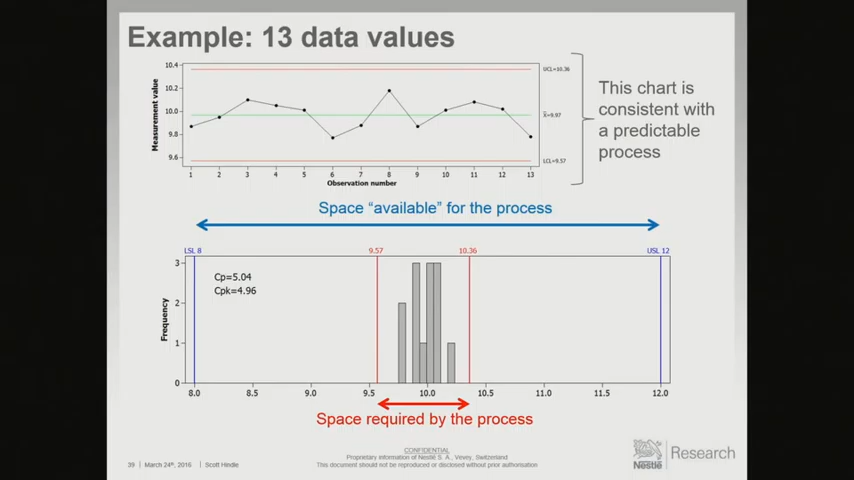 Example: 13 data values
10.4
10.2
10.0
9.8
9.6
Measurement value
1 2 3 4 5 6 7 8 9 10 11 12 13
Observation number
UCL=10.36
X̄=9.97
LCL=9.57
This chart is
consistent with
a predictable
process
Space “available” for the process
LSL 8
9.57
10.36
USL 12
Cp=5.04
Cpk=4.96
3
2
1
0
Frequency
8.0 8.5 9.0 9.5 10.0 10.5 11.0 11.5 12.0
Space required by the process
CONFIDENTIAL
Proprietary information of Nestlé S. A., Vevey, Switzerland
This document should not be reproduced or disclosed without prior authorisation
39 | March 24th, 2016 | Scott Hindle
Nestlé
Research